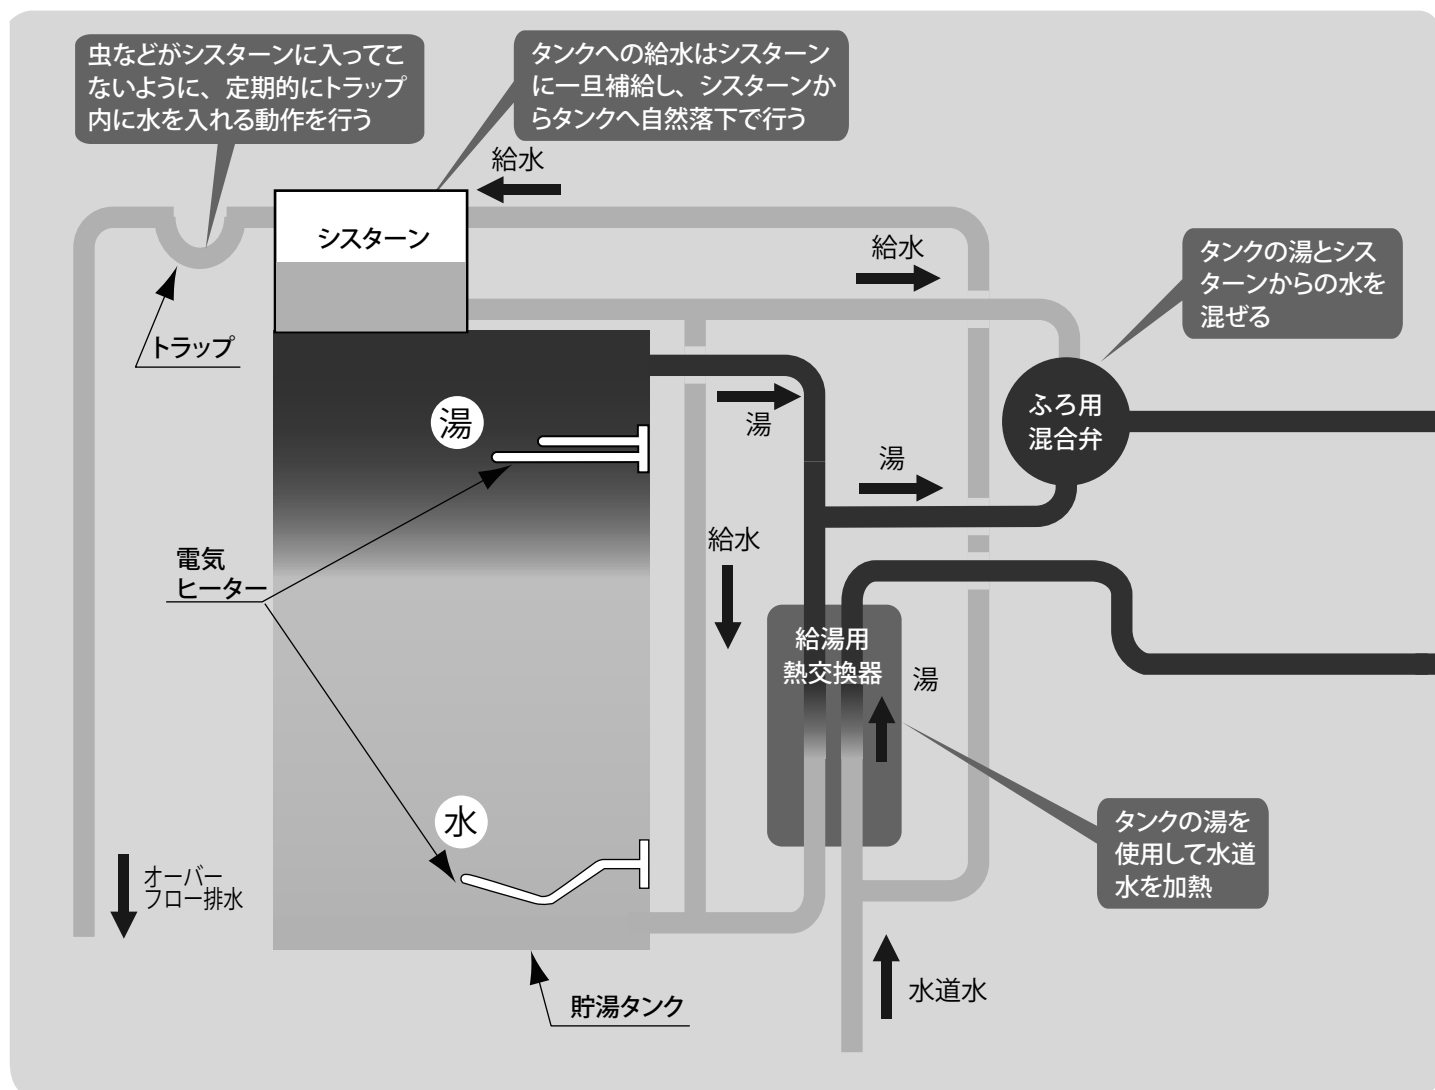 虫などがシスターンに入ってこ
ないように、定期的にトラップ
内に水を入れる動作を行う
タンクへの給水はシスターン
に一旦補給し、シスターンか
らタンクへ自然落下で行う
給水
シスターン
給水
タンクの湯とシス
ターンからの水を
混ぜる
トラップ
湯
湯
ふろ用
混合弁
湯
電気
ヒーター
給水
給湯用
熱交換器
湯
水
タンクの湯を
使用して水道
水を加熱
オーバー
フロー排水
水道水
貯湯タンク